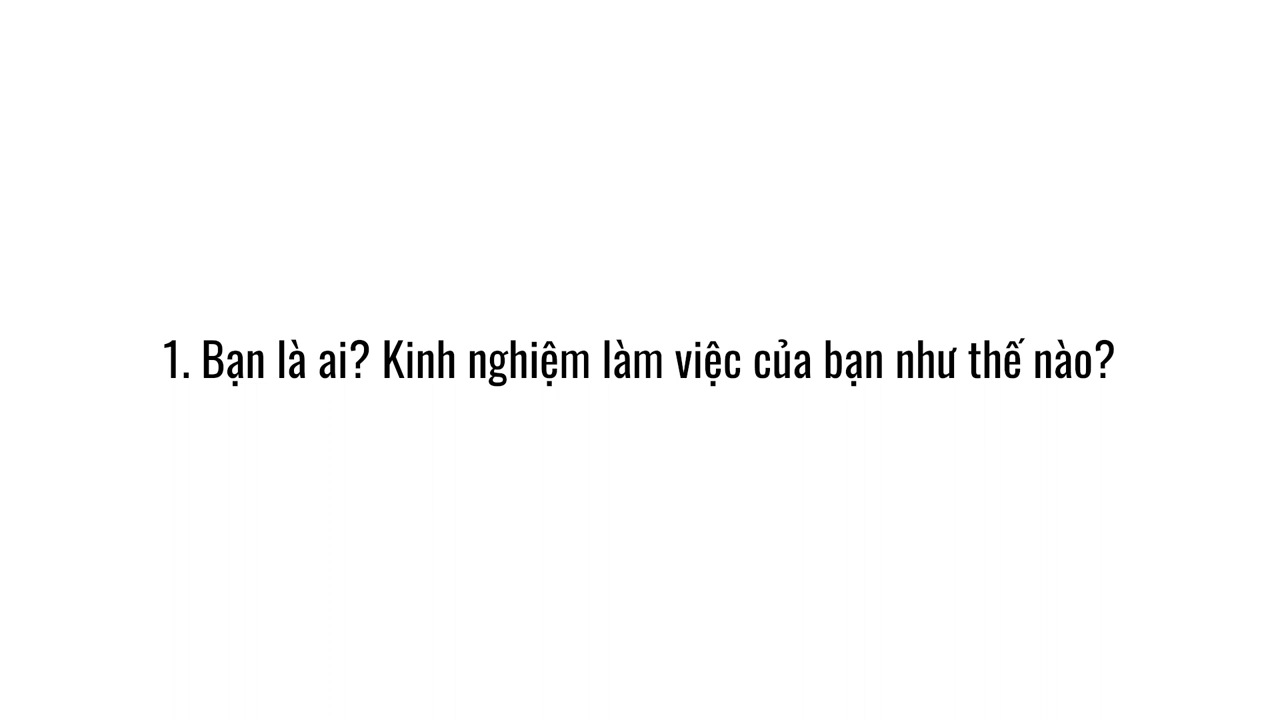 1. Bạn là ai? Kinh nghiệm làm việc của bạn như thế nào?